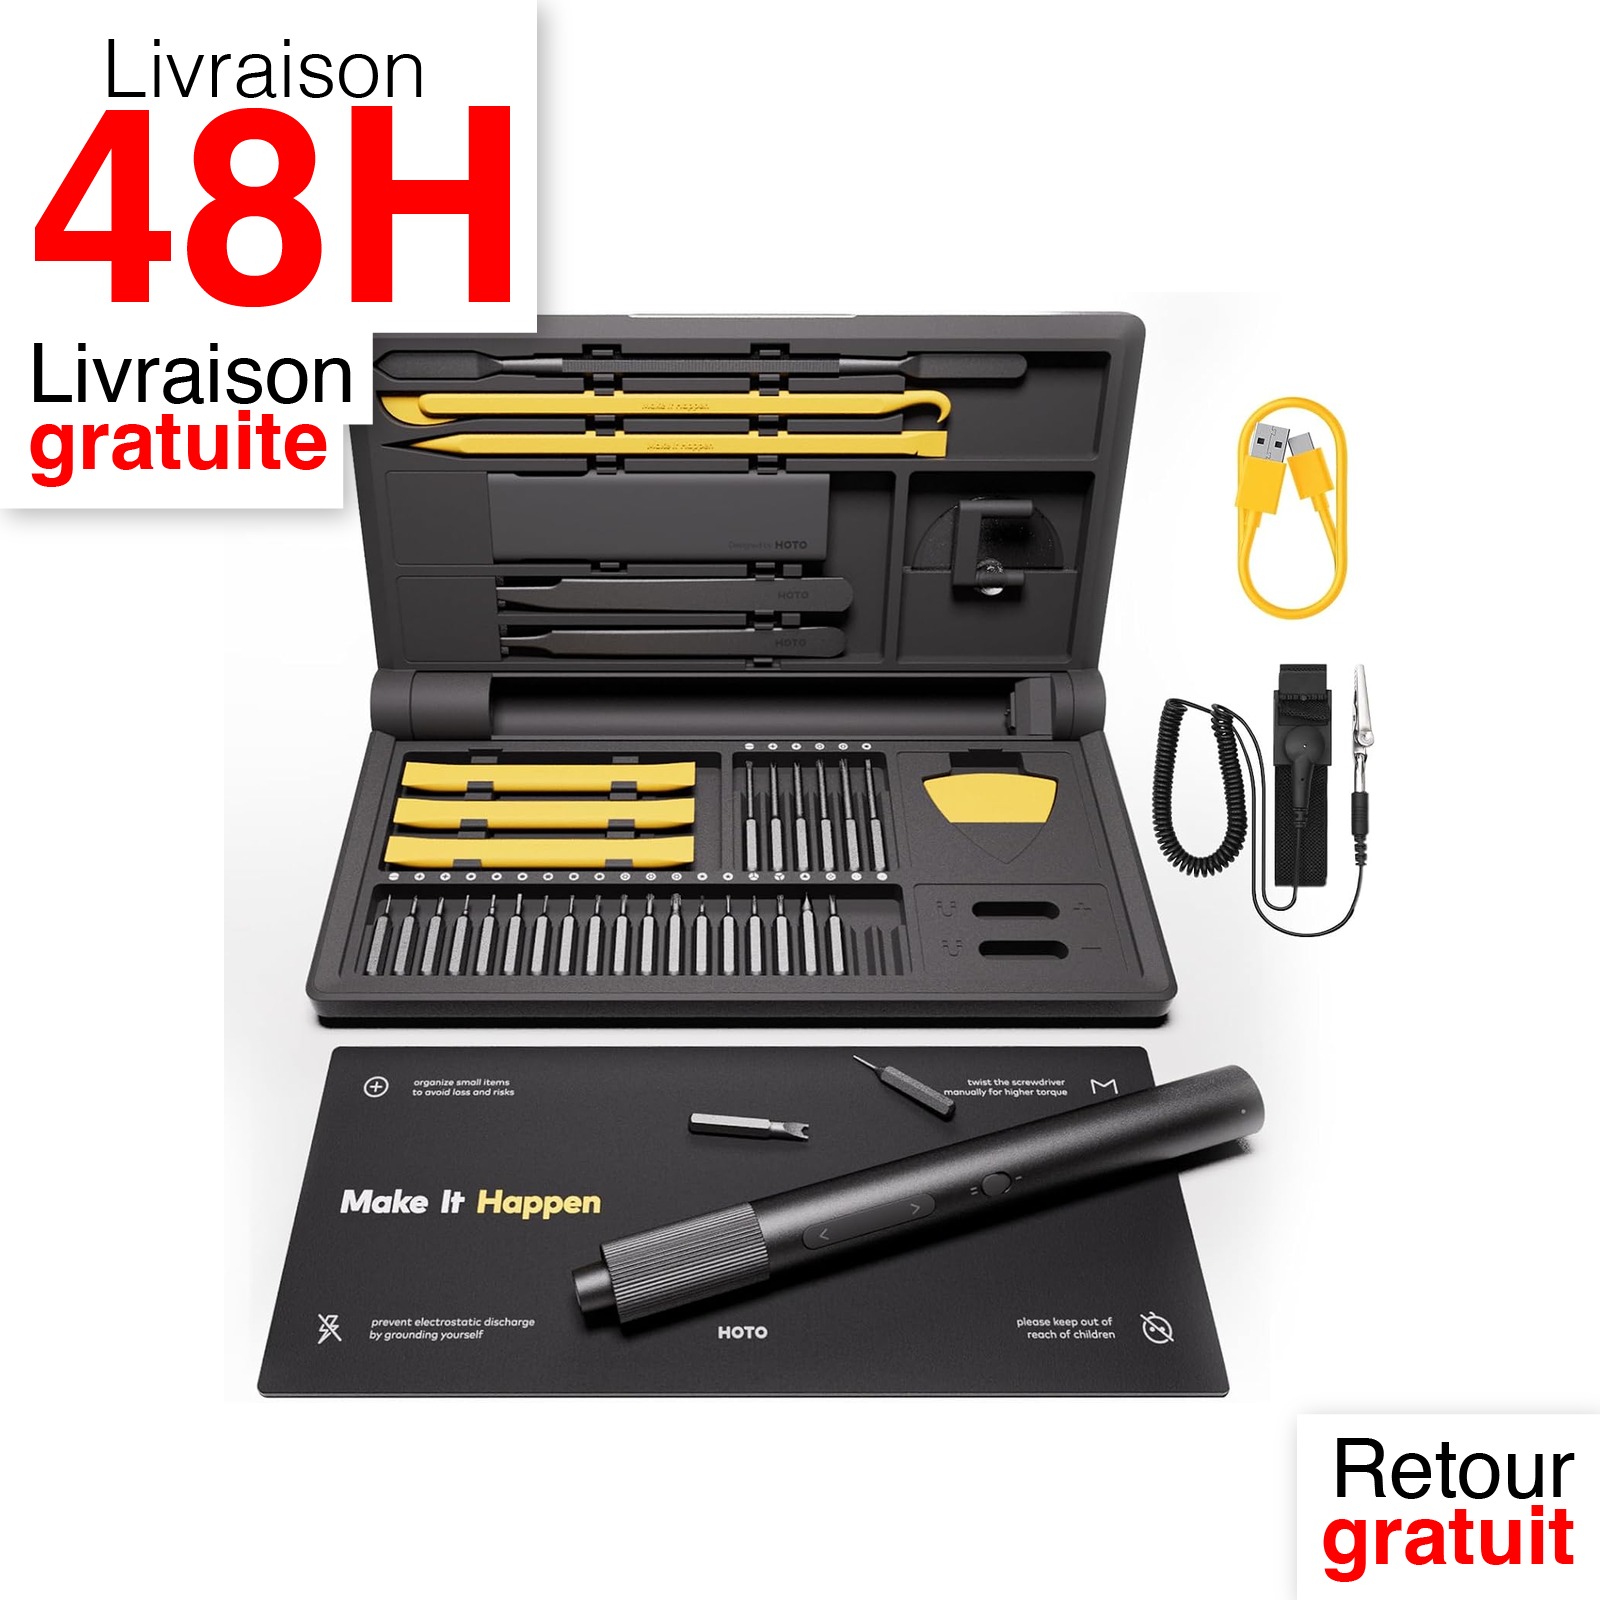 Livraison
48H
Livraison
gratuite
Make It Happen
Make It Happen
Designed by HOTO
HOTO
HOTO
organize small items
to avoid loss and risks
twist the screwdriver
manually for higher torque
Make It Happen
prevent electrostatic discharge
by grounding yourself
HOTO
please keep out of
reach of children
Retour
gratuit